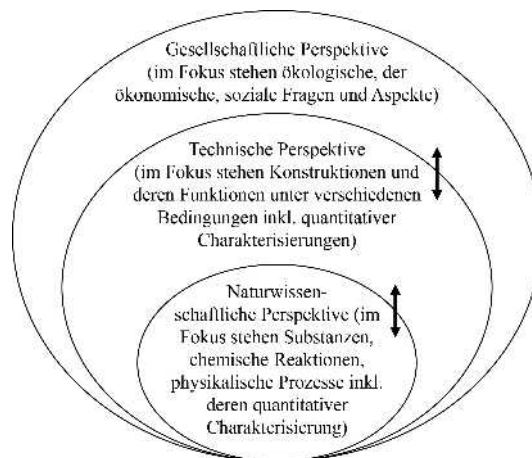 Gesellschaftliche Perspektive
(im Fokus stehen ökologische, der
ökonomische, soziale Fragen und Aspekte)
Technische Perspektive
(im Fokus stehen Konstruktionen und
deren Funktionen unter verschiedenen
Bedingungen inkl. quantitativer
Charakterisierungen)
Naturwissen-
schaftliche Perspektive (im
Fokus stehen Substanzen,
chemische Reaktionen,
physikalische Prozesse inkl.
deren quantitativer
Charakterisierung)